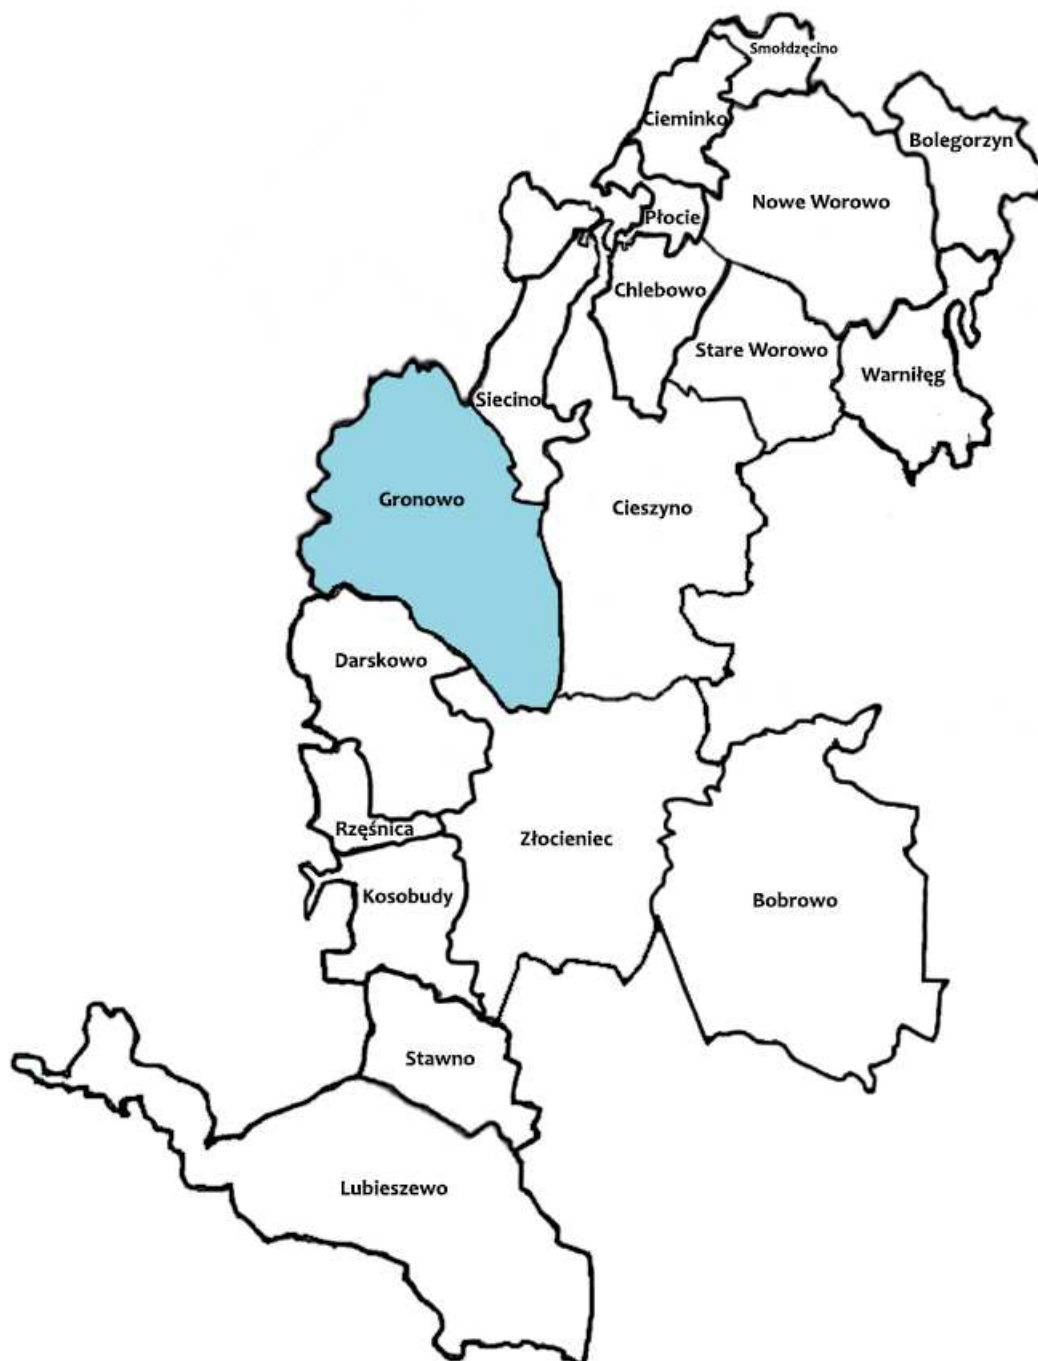 Smołdzęcino
Cieminko
Bolegorzyn
Nowe Worowo
Płocie
Chlebowo
Stare Worowo
Warniłęg
Siecino
Gronowo
Cieszyno
Darskowo
Rzęśnica
Złocieniec
Kosobudy
Bobrowo
Stawno
Lubieszewo